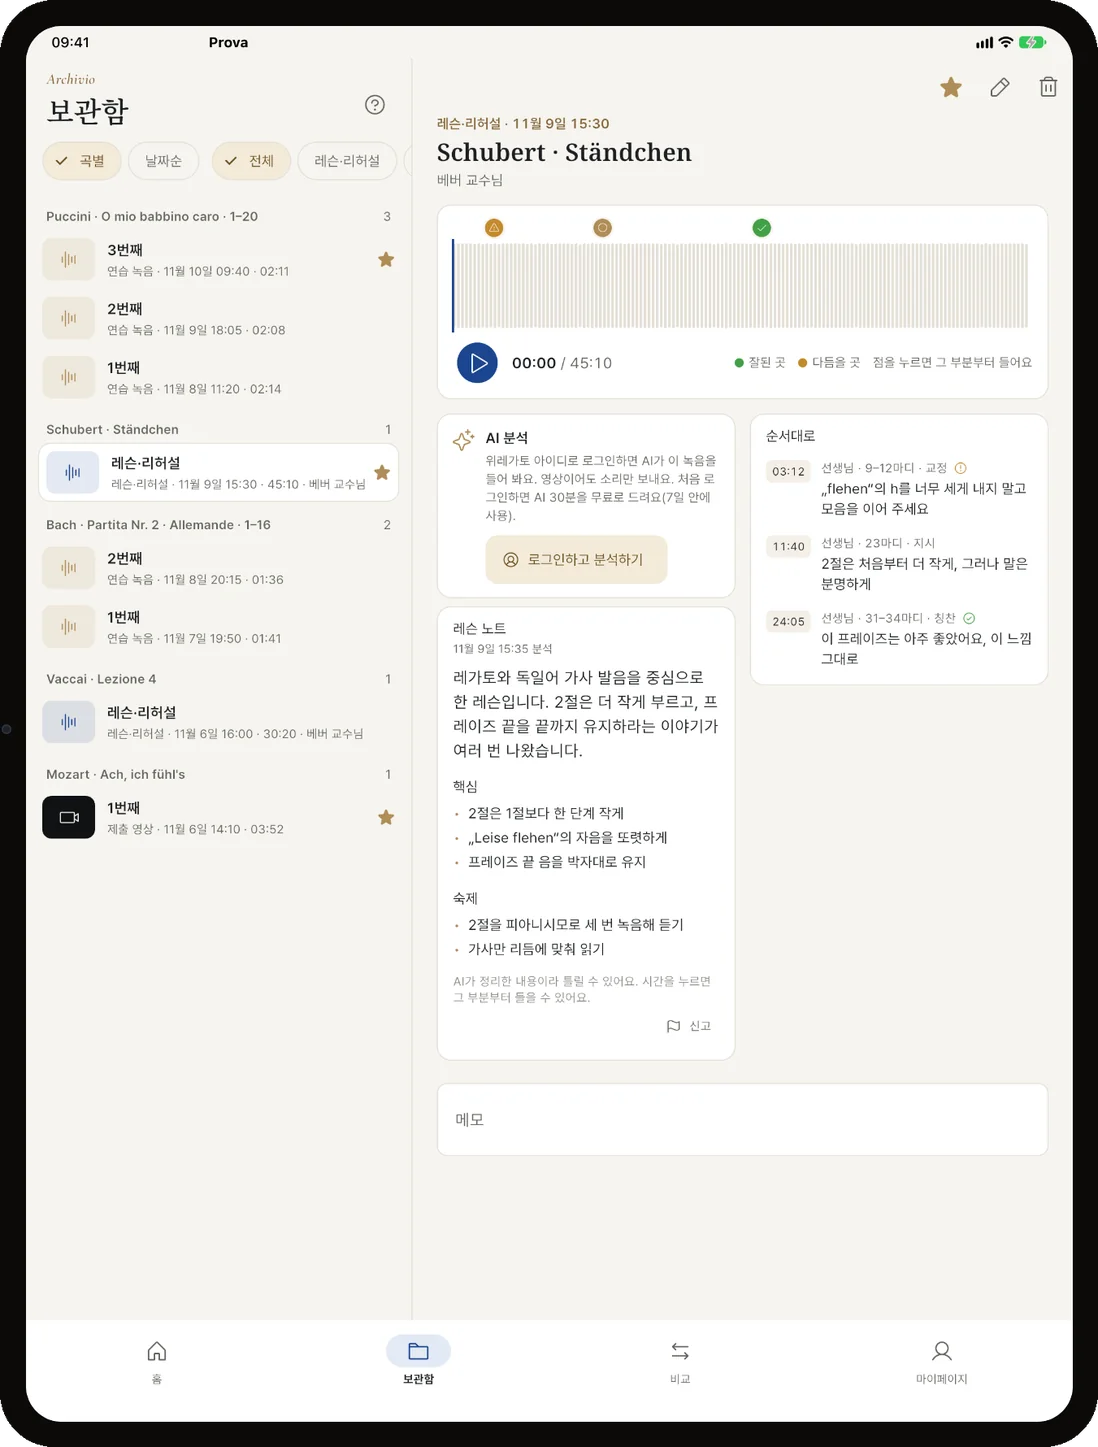 09:41
Prova
Archivio
보관함
곡별
날짜순
전체
레슨·리허설
Puccini · O mio babbino caro · 1–20
3
3번째
연습 녹음 · 11월 10일 09:40 · 02:11
2번째
연습 녹음 · 11월 9일 18:05 · 02:08
1번째
연습 녹음 · 11월 8일 11:20 · 02:14
Schubert · Ständchen
1
레슨·리허설
레슨·리허설 · 11월 9일 15:30 · 45:10 · 베버 교수님
Bach · Partita Nr. 2 · Allemande · 1–16
2
2번째
연습 녹음 · 11월 8일 20:15 · 01:36
1번째
연습 녹음 · 11월 7일 19:50 · 01:41
Vaccai · Lezione 4
1
레슨·리허설
레슨·리허설 · 11월 6일 16:00 · 30:20 · 베버 교수님
Mozart · Ach, ich fühl's
1
1번째
제출 영상 · 11월 6일 14:10 · 03:52
레슨·리허설 · 11월 9일 15:30
Schubert · Ständchen
베버 교수님
00:00 / 45:10
잘된 곳
다듬을 곳
점을 누르면 그 부분부터 들어요
AI 분석
위레가토 아이디로 로그인하면 AI가 이 녹음을
들어 봐요. 영상이어도 소리만 보내요. 처음 로
그인하면 AI 30분을 무료로 드려요(7일 안에
사용).
로그인하고 분석하기
레슨 노트
11월 9일 15:35 분석
레가토와 독일어 가사 발음을 중심으로
한 레슨입니다. 2절은 더 작게 부르고, 프
레이즈 끝을 끝까지 유지하라는 이야기가
여러 번 나왔습니다.
핵심
· 2절은 1절보다 한 단계 작게
· „Leise flehen“의 자음을 또렷하게
· 프레이즈 끝 음을 박자대로 유지
숙제
· 2절을 피아니시모로 세 번 녹음해 듣기
· 가사만 리듬에 맞춰 읽기
AI가 정리한 내용이라 틀릴 수 있어요. 시간을 누르면
그 부분부터 들을 수 있어요.
신고
순서대로
03:12
선생님 · 9–12마디 · 교정
„flehen“의 h를 너무 세게 내지 말고
모음을 이어 주세요
11:40
선생님 · 23마디 · 지시
2절은 처음부터 더 작게, 그러나 말은
분명하게
24:05
선생님 · 31–34마디 · 칭찬
이 프레이즈는 아주 좋았어요, 이 느낌
그대로
메모
홈
보관함
비교
마이페이지